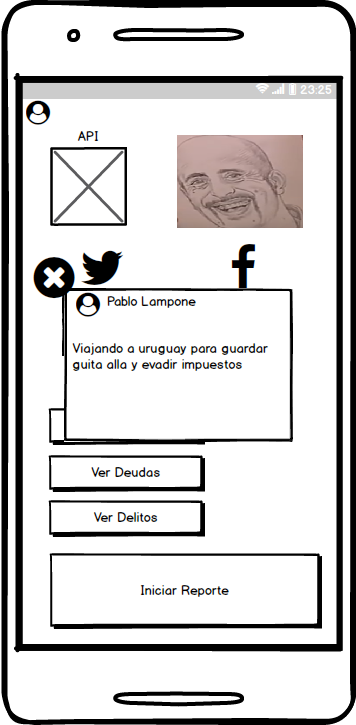 23:25
API
Pablo Lampone
Viajando a uruguay para guardar
guita alla y evadir impuestos
Ver Deudas
Ver Delitos
Iniciar Reporte